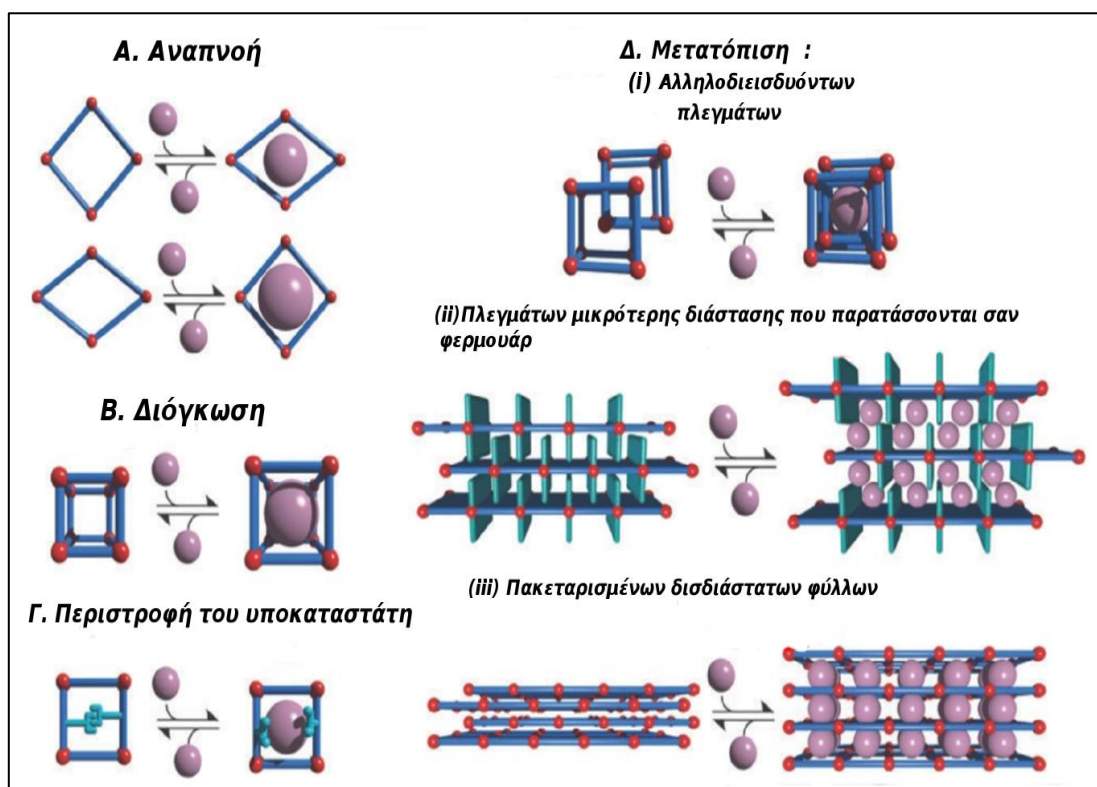 Α. Αναπνοή
Β. Διόγκωση
Γ. Περιστροφή του υποκαταστάτη
Δ. Μετατόπιση :
(i) Αλληλοδιεισδυόντων
πλεγμάτων
(ii)Πλεγμάτων μικρότερης διάστασης που παρατάσσονται σαν
φερμουάρ
(iii) Πακεταρισμένων δισδιάστατων φύλλων